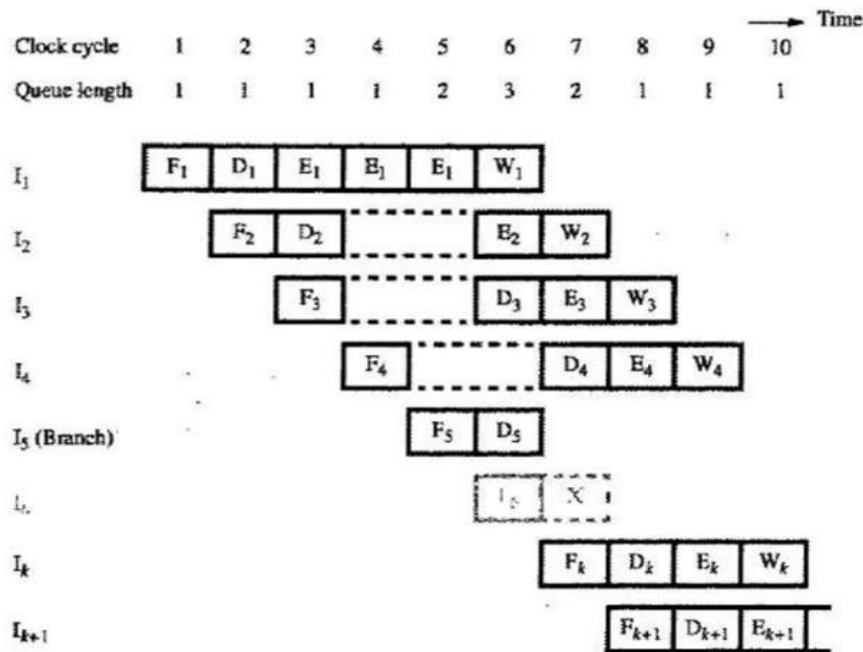 Time
Clock cycle 1 2 3 4 5 6 7 8 9 10
Queue length 1 1 1 1 2 3 2 1 1 1
I₁ F₁ D₁ E₁ E₁ E₁ W₁
I₂ F₂ D₂ E₂ W₂
I₃ F₃ D₃ E₃ W₃
I₄ F₄ D₄ E₄ W₄
I₅ (Branch) F₅ D₅
X
Iₖ Fₖ Dₖ Eₖ Wₖ
Iₖ₊₁ Fₖ₊₁ Dₖ₊₁ Eₖ₊₁